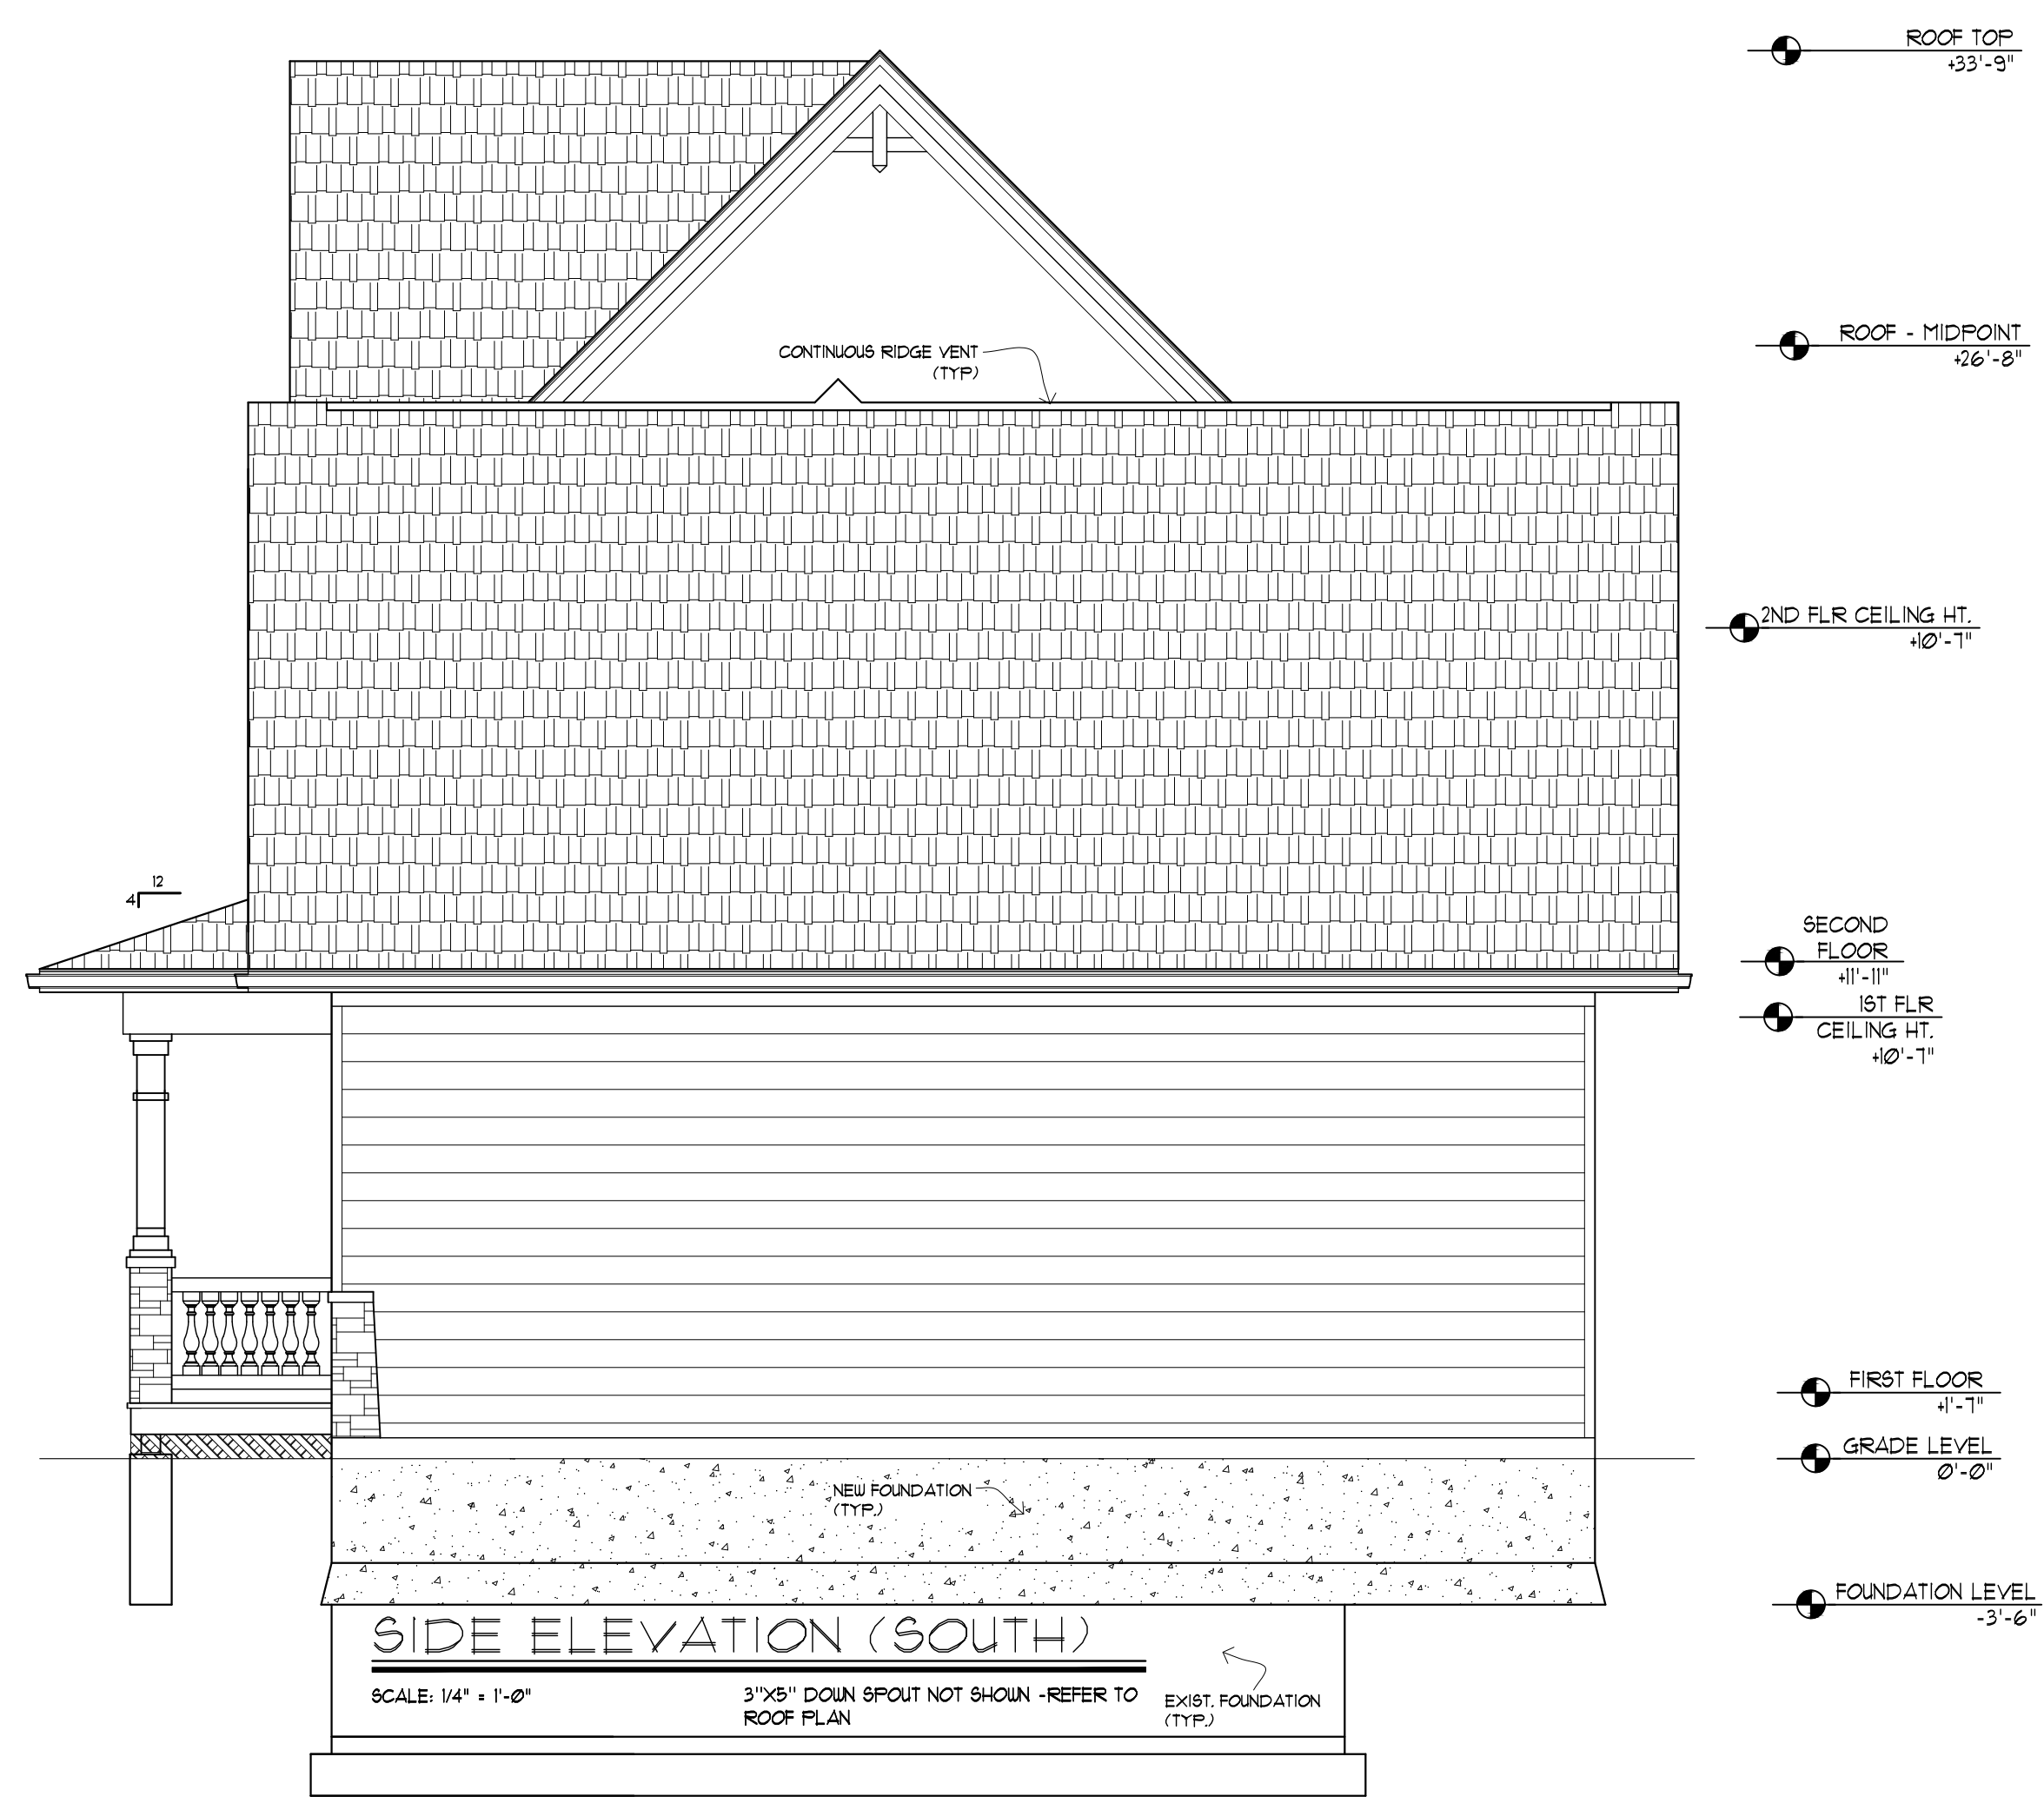 ROOF TOP
+33'-9"
ROOF - MIDPOINT
+26'-8"
CONTINUOUS RIDGE VENT
(TYP)
2ND FLR CEILING HT.
+10'-7"
12
4
SECOND
FLOOR
+11'-11"
1ST FLR
CEILING HT.
+10'-7"
FIRST FLOOR
+1'-7"
GRADE LEVEL
0'-0"
NEW FOUNDATION
(TYP.)
FOUNDATION LEVEL
-3'-6"
SIDE ELEVATION (SOUTH)
SCALE: 1/4" = 1'-0"
3"X5" DOWN SPOUT NOT SHOWN -REFER TO
ROOF PLAN
EXIST. FOUNDATION
(TYP.)